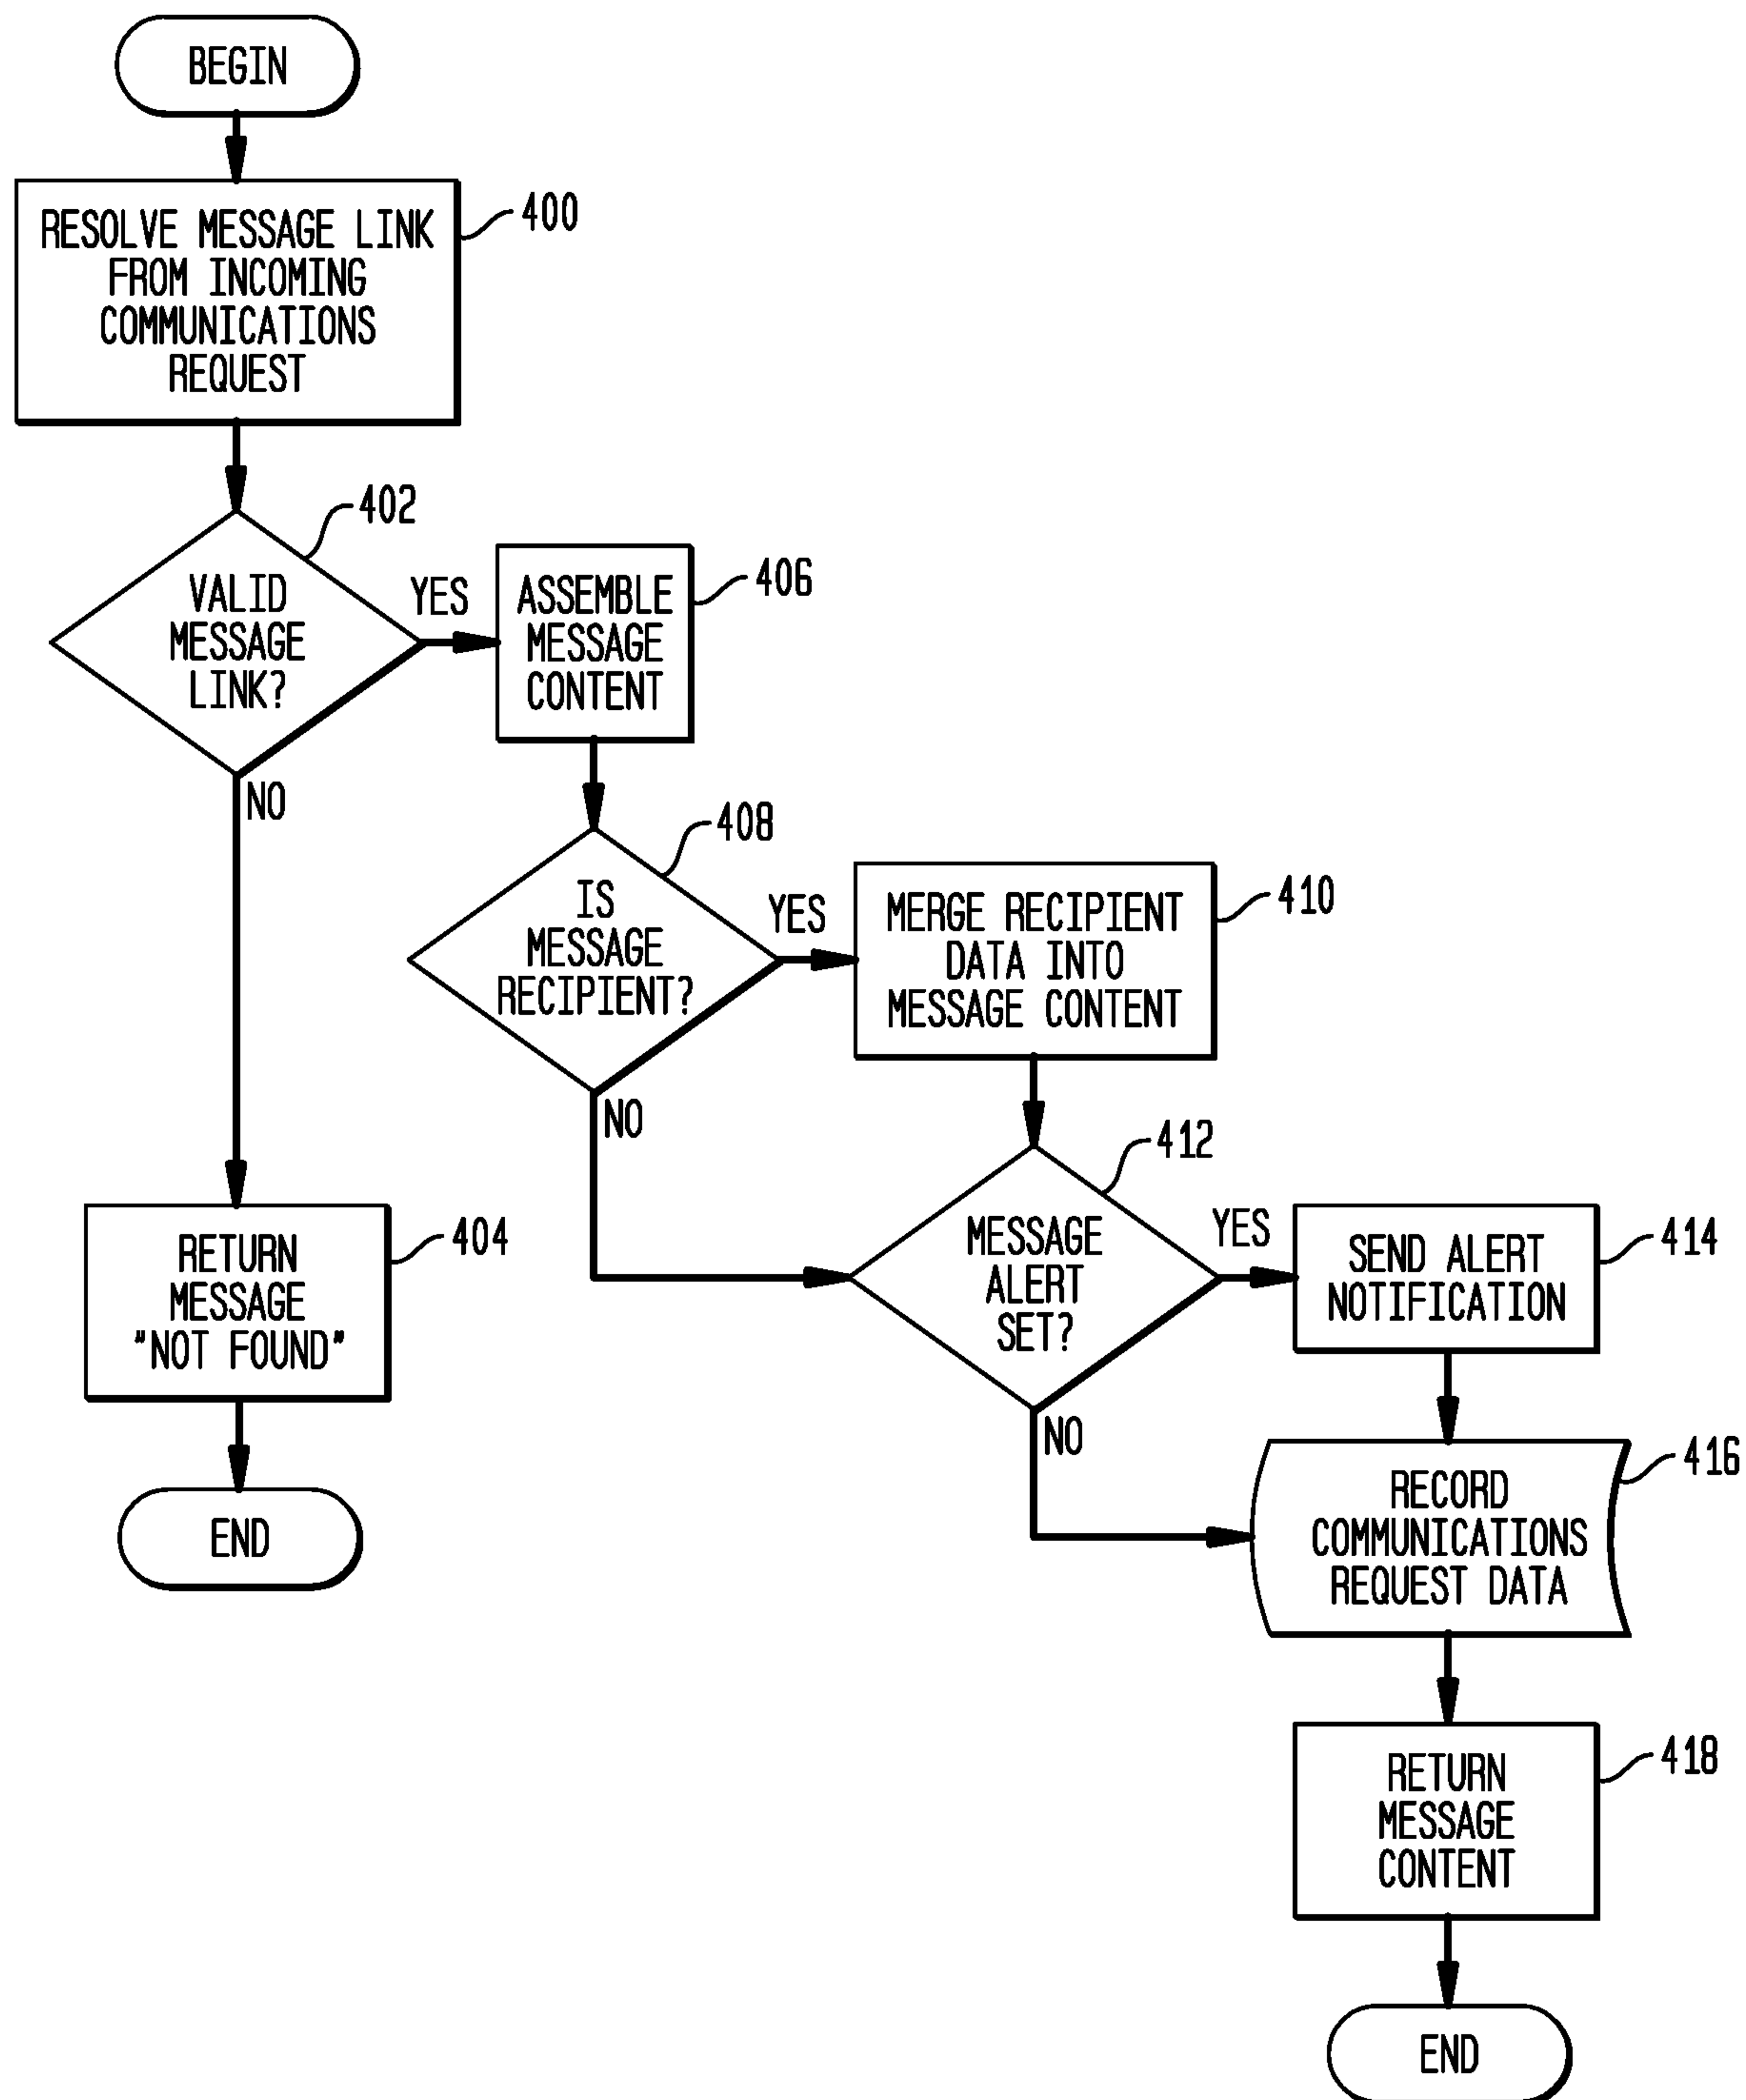 BEGIN
RESOLVE MESSAGE LINK
FROM INCOMING
COMMUNICATIONS
REQUEST
400
402
VALID
MESSAGE
LINK?
YES
NO
ASSEMBLE
MESSAGE
CONTENT
406
408
IS
MESSAGE
RECIPIENT?
YES
NO
MERGE RECIPIENT
DATA INTO
MESSAGE CONTENT
410
412
MESSAGE
ALERT
SET?
YES
NO
RETURN
MESSAGE
"NOT FOUND"
404
END
SEND ALERT
NOTIFICATION
414
RECORD
COMMUNICATIONS
REQUEST DATA
416
RETURN
MESSAGE
CONTENT
418
END